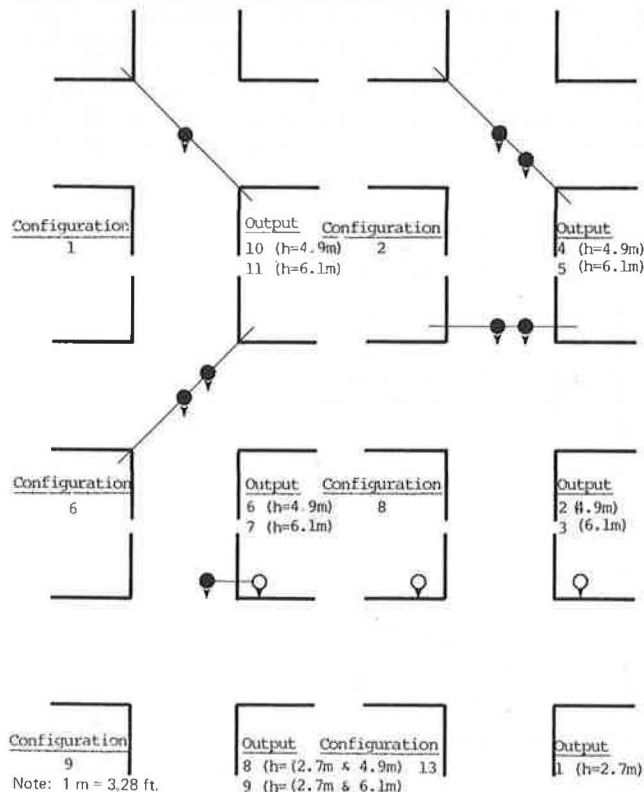 Configuration
1
Output
10 (h=4.9m)
11 (h=6.1m)
Configuration
2
Output
4 (h=4.9m)
5 (h=6.1m)
Configuration
6
Output
6 (h=4.9m)
7 (h=6.1m)
Configuration
8
Output
2 (4.9m)
3 (6.1m)
Configuration
9
Output
8 (h=(2.7m & 4.9m)
9 (h=(2.7m & 6.1m)
Configuration
13
Output
1 (h=2.7m)
Note: 1 m = 3.28 ft.